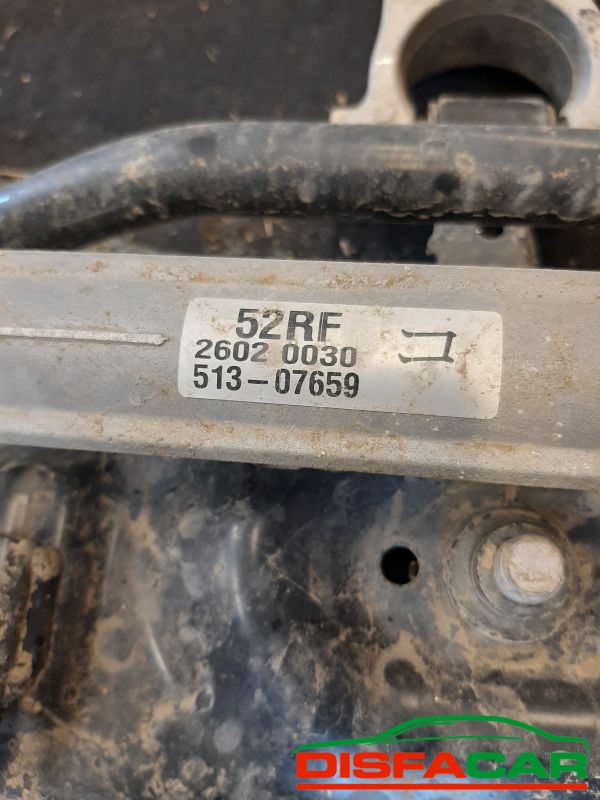 52RF
2602 0030 コ
513-07659
DISFACAR